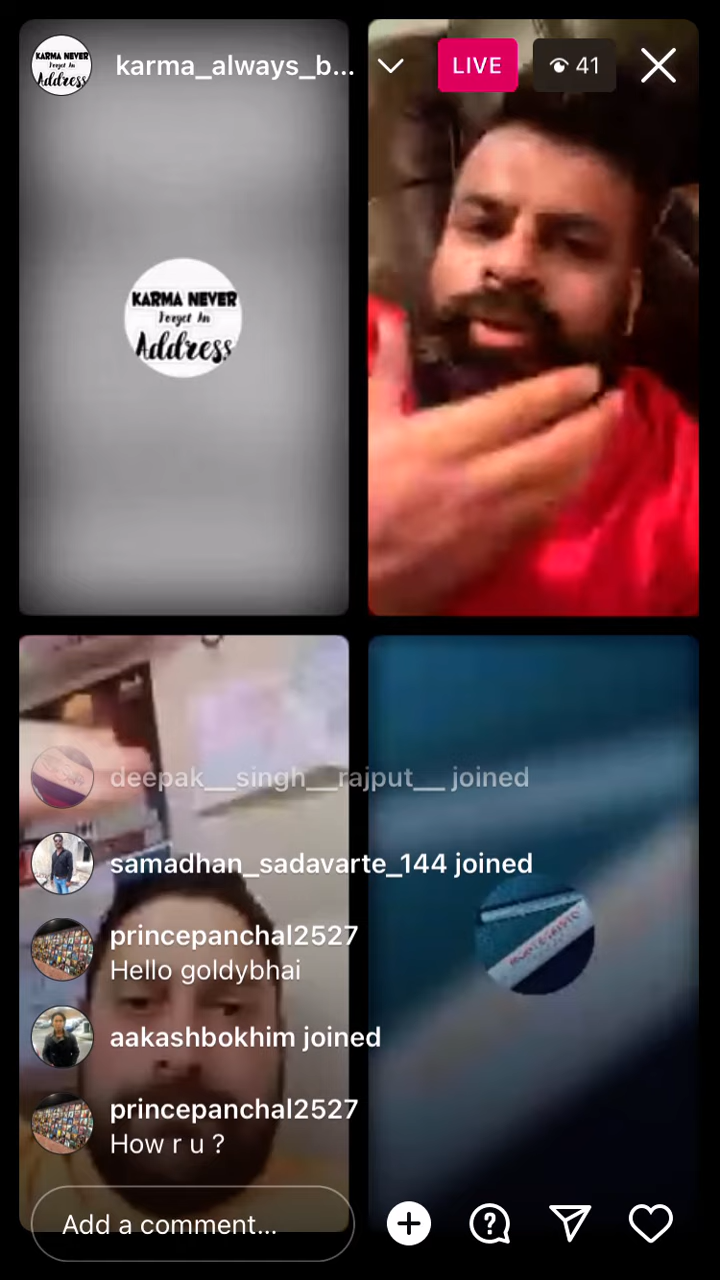 KARMA NEVER
Forget An
Address
karma_always_b...
LIVE
41
KARMA NEVER
Forget An
Address
deepak__singh__rajput__ joined
samadhan_sadavarte_144 joined
princepanchal2527
Hello goldybhai
aakashbokhim joined
princepanchal2527
How r u ?
Add a comment...